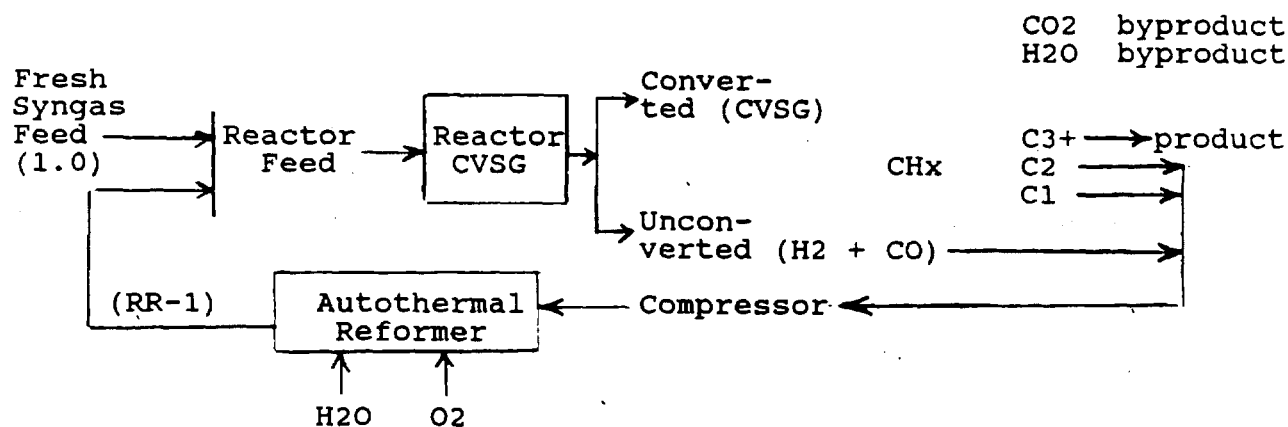 CO2 byproduct
H2O byproduct
Fresh
Syngas
Feed
(1.0)
Reactor
Feed
Reactor
CVSG
Conver-
ted (CVSG)
CHx
C3+
product
C2
C1
Uncon-
verted (H2 + CO)
(RR-1)
Autothermal
Reformer
Compressor
H2O
O2